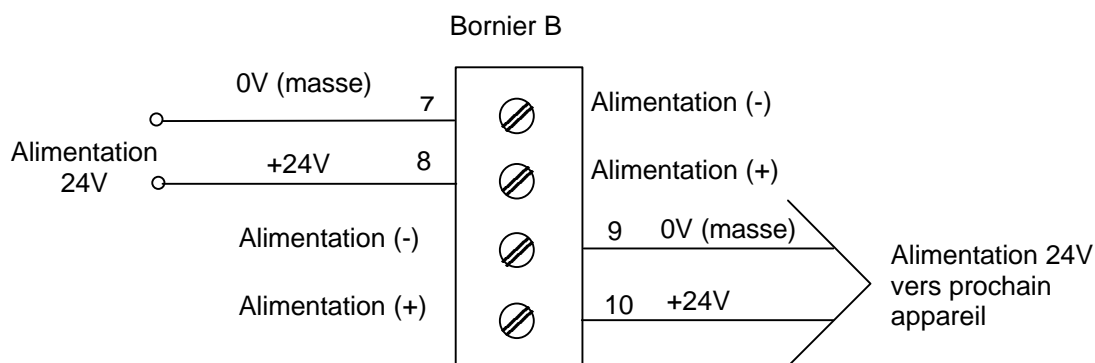 Bornier B
0V (masse)
7
Alimentation (-)
Alimentation
24V
+24V
8
Alimentation (+)
Alimentation (-)
9
0V (masse)
Alimentation 24V
vers prochain
appareil
Alimentation (+)
10
+24V